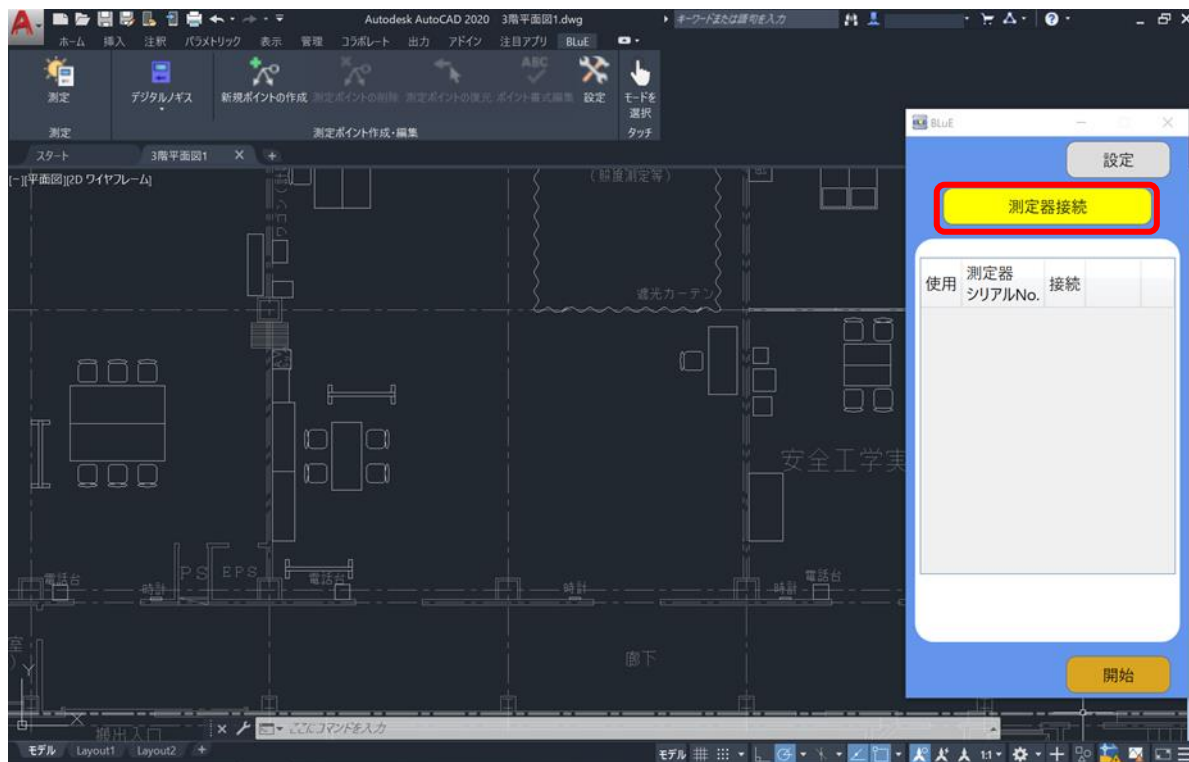 Autodesk AutoCAD 2020 3階平面図1.dwg
キーワードまたは語句を入力
ホーム 挿入 注釈 パラメトリック 表示 管理 コラボレート 出力 アドイン 注目アプリ BLuE
測定
デジタルノギス
新規ポイントの作成
測定ポイントの削除
測定ポイントの復元
ABC
ポイント書式編集
設定
モードを
選択
測定
測定ポイント作成・編集
タッチ
スタート
3階平面図1
[-][平面図][2D ワイヤフレーム]
(照度測定等)
遮光カーテン
安全工学実
PS
EPS
電話台
時計
電話台
時計
時計
電話台
廊下
搬出入口
Y
X
ここにコマンドを入力
モデル Layout1 Layout2
モデル
1:1
BLuE
設定
測定器接続
使用
測定器
シリアルNo.
接続
開始